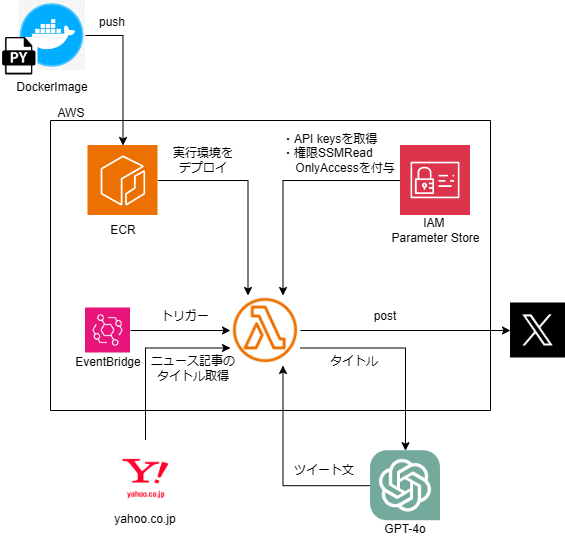 push
PY
DockerImage
AWS
実行環境を
デプロイ
・API keysを取得
・権限SSMRead
OnlyAccessを付与
ECR
IAM
Parameter Store
トリガー
post
EventBridge
ニュース記事の
タイトル取得
タイトル
Y!
yahoo.co.jp
yahoo.co.jp
ツイート文
GPT-4o